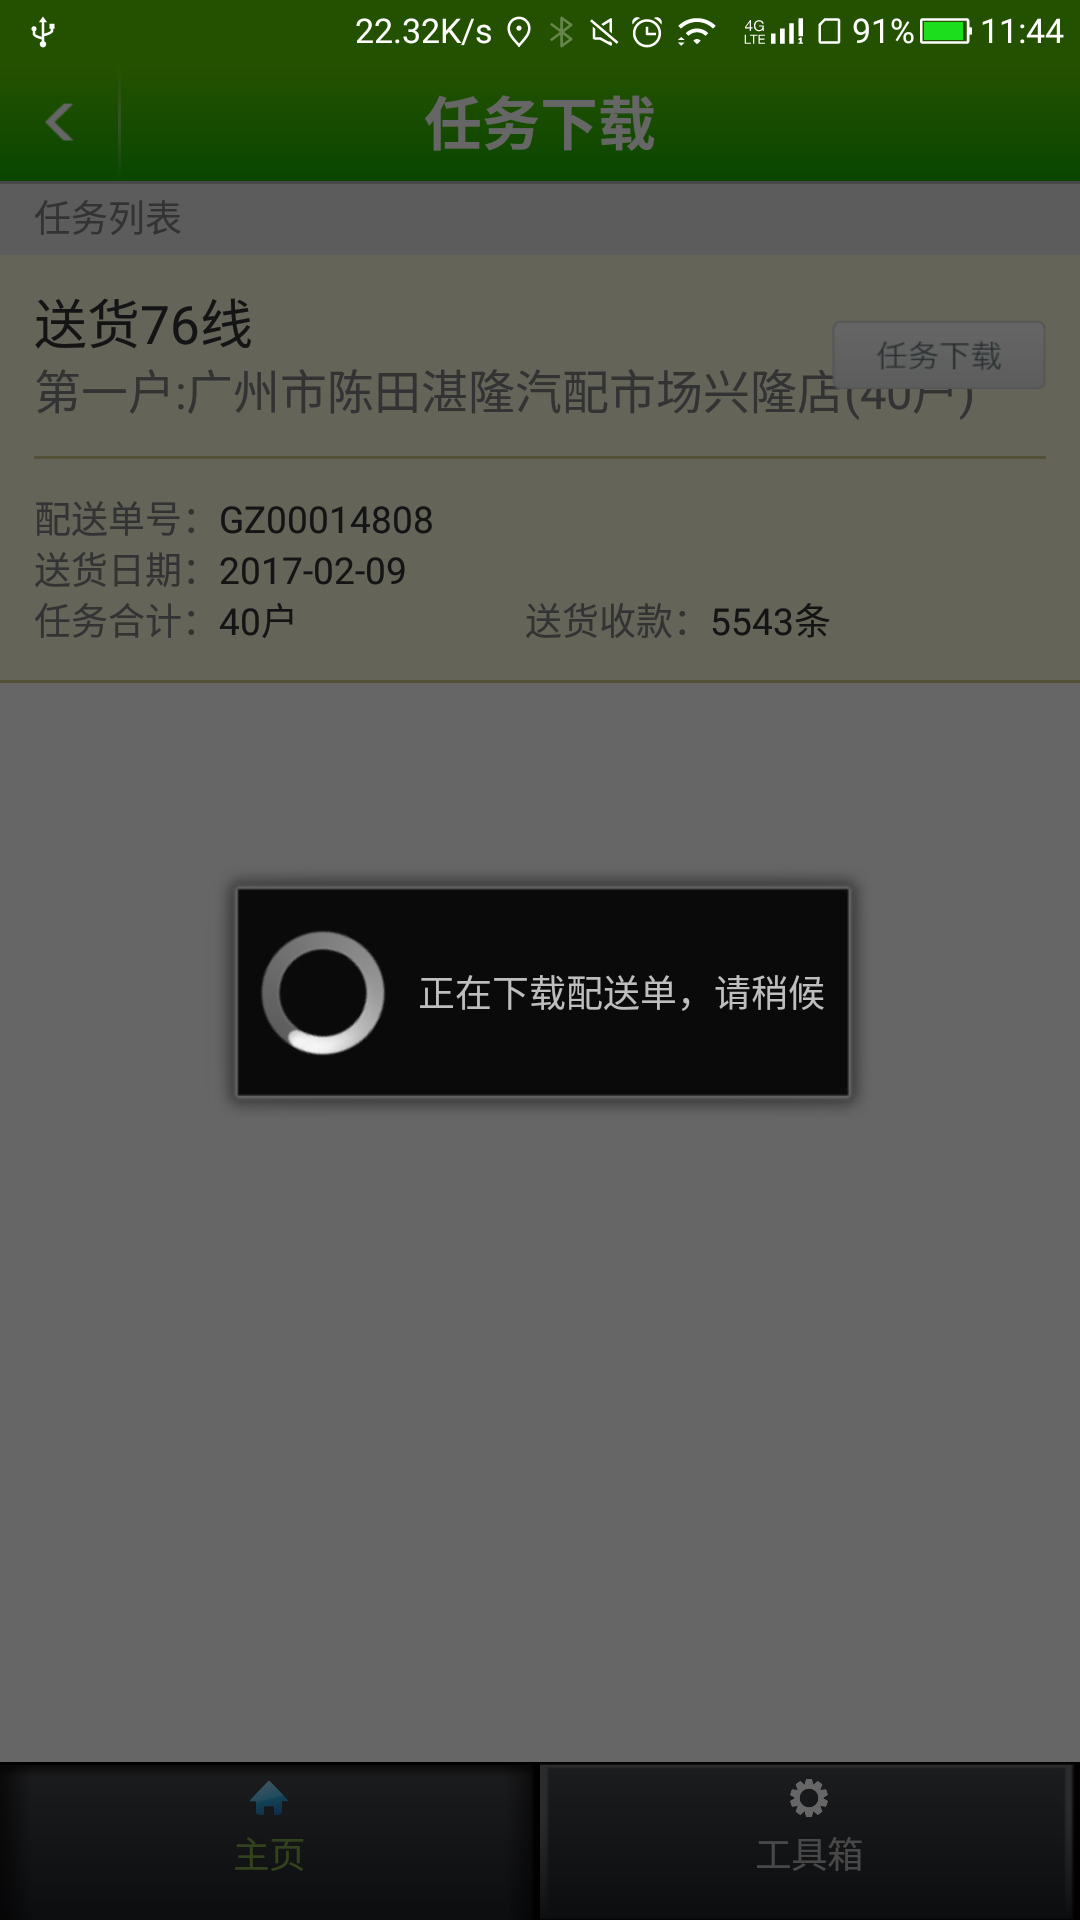 22.32K/s 4G LTE 1 91% 11:44
任务下载
任务列表
送货76线
任务下载
第一户:广州市陈田湛隆汽配市场兴隆店(40户)
配送单号：GZ00014808
送货日期：2017-02-09
任务合计：40户 送货收款：5543条
正在下载配送单，请稍候
主页 工具箱